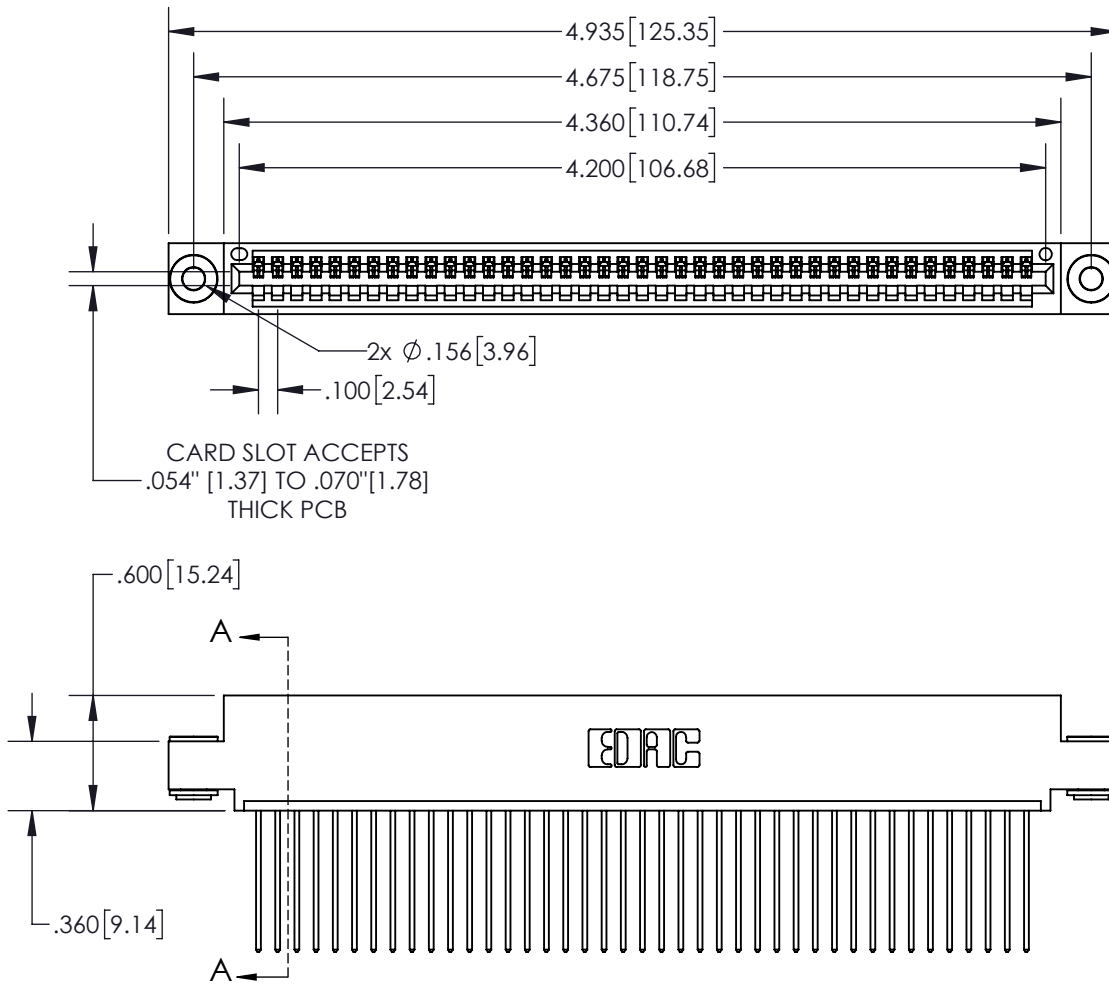 4.935[125.35]
4.675[118.75]
4.360[110.74]
4.200[106.68]
2x ⌀.156[3.96]
.100[2.54]
CARD SLOT ACCEPTS
.054" [1.37] TO .070"[1.78]
THICK PCB
.600[15.24]
A
EDAC
.360[9.14]
A